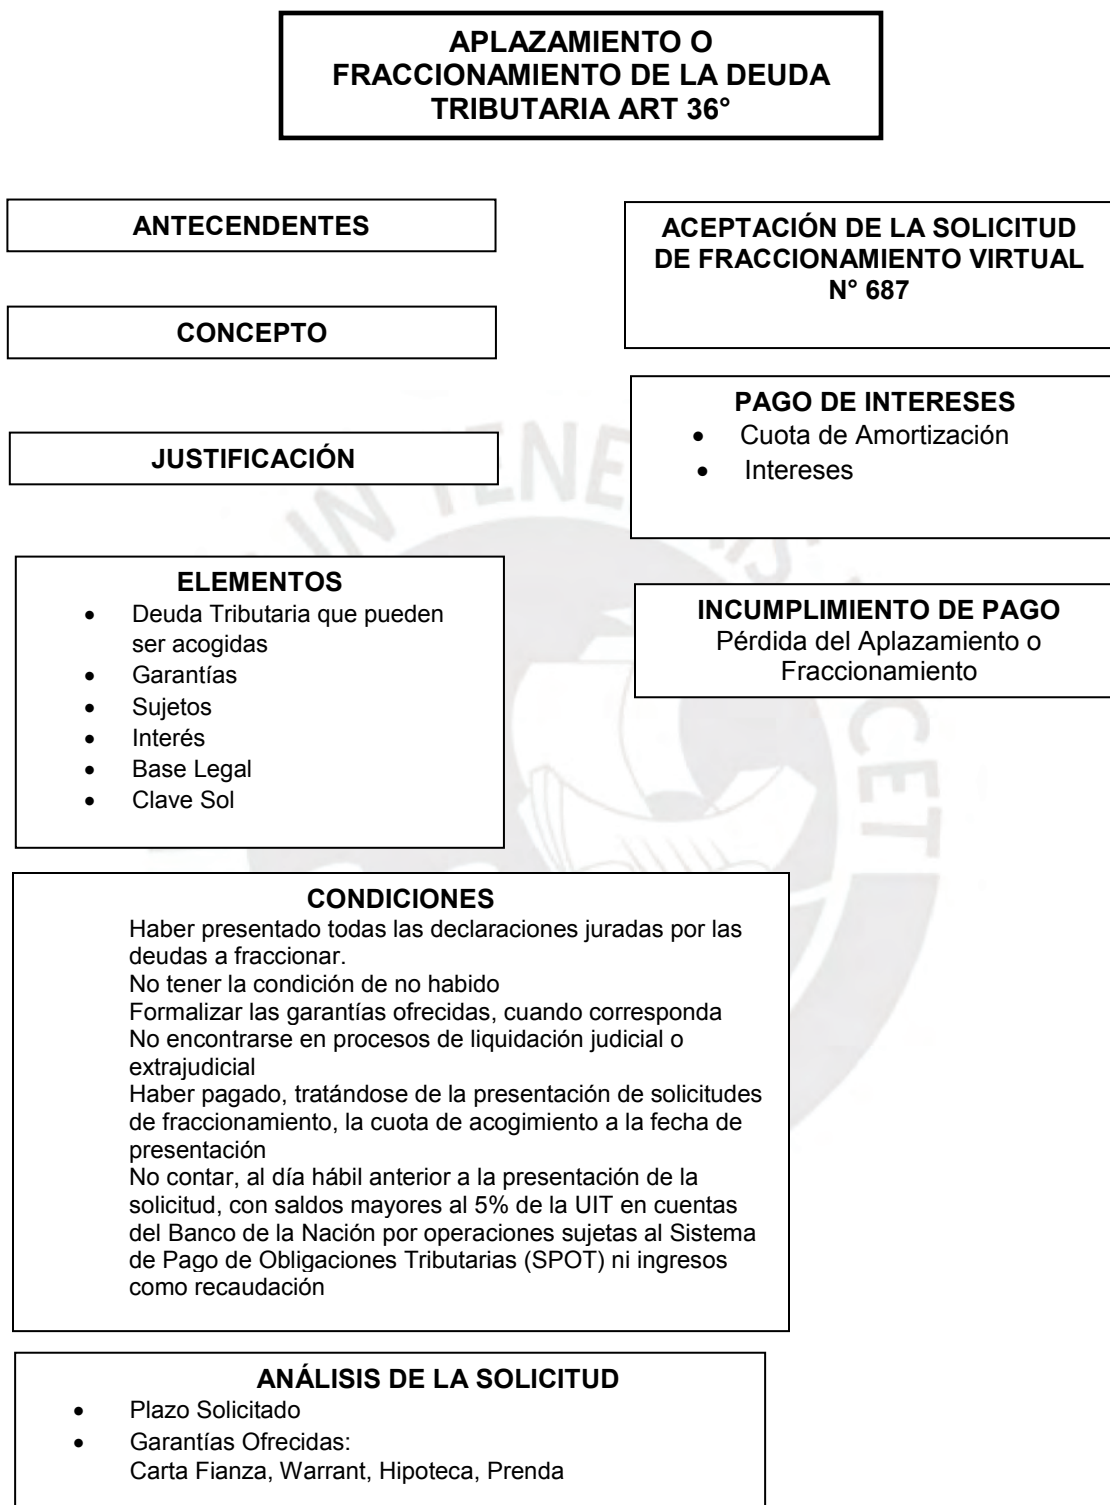 APLAZAMIENTO O
FRACCIONAMIENTO DE LA DEUDA
TRIBUTARIA ART 36°
ANTECENDENTES
CONCEPTO
JUSTIFICACIÓN
ELEMENTOS
• Deuda Tributaria que pueden
ser acogidas
• Garantías
• Sujetos
• Interés
• Base Legal
• Clave Sol
ACEPTACIÓN DE LA SOLICITUD
DE FRACCIONAMIENTO VIRTUAL
N° 687
PAGO DE INTERESES
• Cuota de Amortización
• Intereses
INCUMPLIMIENTO DE PAGO
Pérdida del Aplazamiento o
Fraccionamiento
CONDICIONES
Haber presentado todas las declaraciones juradas por las
deudas a fraccionar.
No tener la condición de no habido
Formalizar las garantías ofrecidas, cuando corresponda
No encontrarse en procesos de liquidación judicial o
extrajudicial
Haber pagado, tratándose de la presentación de solicitudes
de fraccionamiento, la cuota de acogimiento a la fecha de
presentación
No contar, al día hábil anterior a la presentación de la
solicitud, con saldos mayores al 5% de la UIT en cuentas
del Banco de la Nación por operaciones sujetas al Sistema
de Pago de Obligaciones Tributarias (SPOT) ni ingresos
como recaudación
ANÁLISIS DE LA SOLICITUD
• Plazo Solicitado
• Garantías Ofrecidas:
Carta Fianza, Warrant, Hipoteca, Prenda